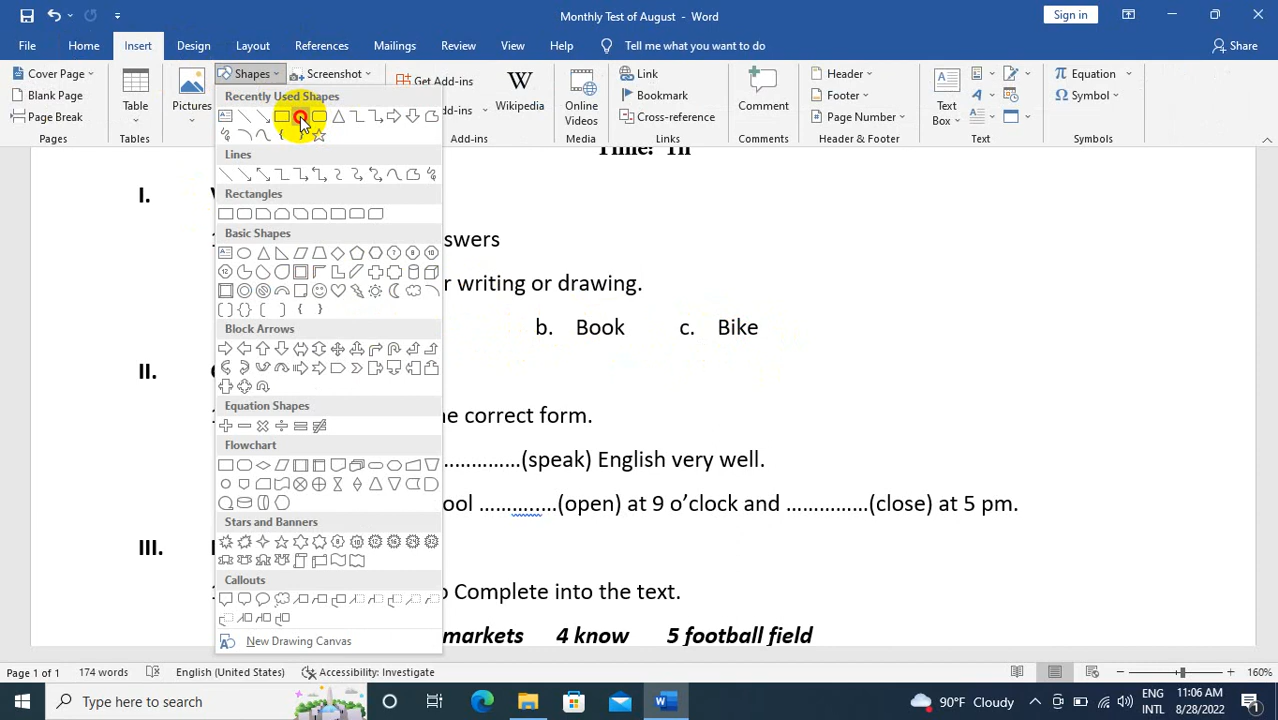 Monthly Test of August - Word
Sign in
File Home Insert Design Layout References Mailings Review View Help Tell me what you want to do Share
Cover Page
Blank Page
Page Break
Pages
Table
Tables
Pictures
Shapes
Screenshot
Get Add-ins
Add-ins
Wikipedia
Online
Videos
Media
Link
Bookmark
Cross-reference
Links
Comment
Comments
Header
Footer
Page Number
Header & Footer
Text
Box
Text
Equation
Symbol
Symbols
Recently Used Shapes
Lines
Rectangles
Basic Shapes
Block Arrows
Equation Shapes
Flowchart
Stars and Banners
Callouts
New Drawing Canvas
I.
swers
r writing or drawing.
b. Book c. Bike
II.
ne correct form.
……………(speak) English very well.
ool ……………(open) at 9 o’clock and ……………(close) at 5 pm.
III.
o Complete into the text.
markets 4 know 5 football field
Page 1 of 1 174 words English (United States) Accessibility: Investigate 160%
Type here to search
90°F Cloudy
ENG
INTL
11:06 AM
8/28/2022
1